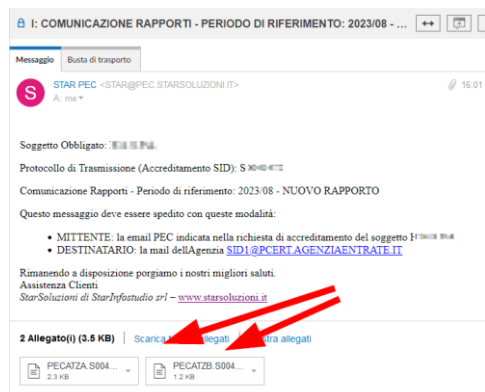 I: COMUNICAZIONE RAPPORTI - PERIODO DI RIFERIMENTO: 2023/08 - ...
Messaggio Busta di trasporto
S
STAR PEC <STAR@PEC.STARSOLUZIONI.IT> 16:01
A: me
Soggetto Obbligato:
Protocollo di Trasmissione (Accreditamento SID): S
Comunicazione Rapporti - Periodo di riferimento: 2023/08 - NUOVO RAPPORTO
Questo messaggio deve essere spedito con queste modalità:
• MITTENTE: la email PEC indicata nella richiesta di accreditamento del soggetto
• DESTINATARIO: la mail dellAgenzia SID1@PCERT.AGENZIAENTRATE.IT
Rimanendo a disposizione porgiamo i nostri migliori saluti.
Assistenza Clienti
StarSoluzioni di StarInfostudio srl – www.starsoluzioni.it
2 Allegato(i) (3.5 KB) Scarica allegati allegati
PECATZA.S004... PECATZB.S004...
2.3 KB 1.2 KB